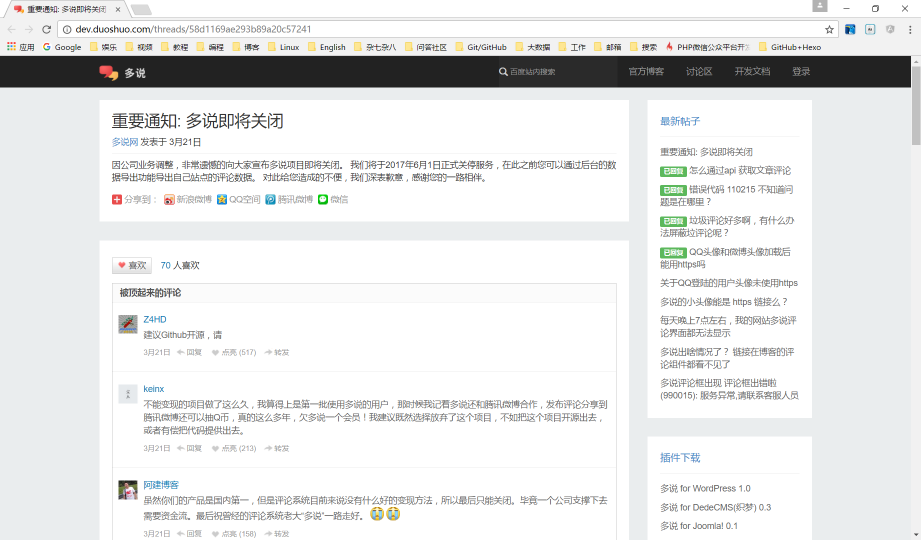 重要通知: 多说即将关闭
dev.duoshuo.com/threads/58d1169ae293b89a20c57241
应用 Google 娱乐 视频 教程 编程 博客 Linux English 杂七杂八 问答社区 Git/GitHub 大数据 工作 邮箱 搜索 PHP微信公众平台开发 GitHub+Hexo
多说 百度站内搜索 官方博客 讨论区 开发文档 登录
重要通知: 多说即将关闭
多说网 发表于 3月21日
因公司业务调整，非常遗憾的向大家宣布多说项目即将关闭。 我们将于2017年6月1日正式关停服务，在此之前您可以通过后台的数
据导出功能导出自己站点的评论数据。 对此给您造成的不便，我们深表歉意，感谢您的一路相伴。
分享到： 新浪微博 QQ空间 腾讯微博 微信
喜欢 70 人喜欢
被顶起来的评论
Z4HD
建议Github开源，请
3月21日 回复 点亮 (517) 转发
keinx
不能变现的项目做了这么久，我算得上是第一批使用多说的用户，那时候我记着多说还和腾讯微博合作，发布评论分享到
腾讯微博还可以抽Q币，真的这么多年，欠多说一个会员！我建议既然选择放弃了这个项目，不如把这个项目开源出去，
或者有偿把代码提供出去。
3月21日 回复 点亮 (213) 转发
阿建博客
虽然你们的产品是国内第一，但是评论系统目前来说没有什么好的变现方法，所以最后只能关闭。毕竟一个公司支撑下去
需要资金流。最后祝曾经的评论系统老大“多说”一路走好。
3月21日 回复 点亮 (158) 转发
最新帖子
重要通知: 多说即将关闭
已回复 怎么通过api 获取文章评论
已回复 错误代码 110215 不知道问
题是在哪里？
已回复 垃圾评论好多啊，有什么办
法屏蔽垃评论呢？
已回复 QQ头像和微博头像加载后
能用https吗
关于QQ登陆的用户头像未使用https
多说的小头像能是 https 链接么？
每天晚上7点左右，我的网站多说评
论界面都无法显示
多说出啥情况了？ 链接在博客的评
论组件都看不见了
多说评论框出现 评论框出错啦
(990015): 服务异常,请联系客服人员
插件下载
多说 for WordPress 1.0
多说 for DedeCMS(织梦) 0.3
多说 for Joomla! 0.1